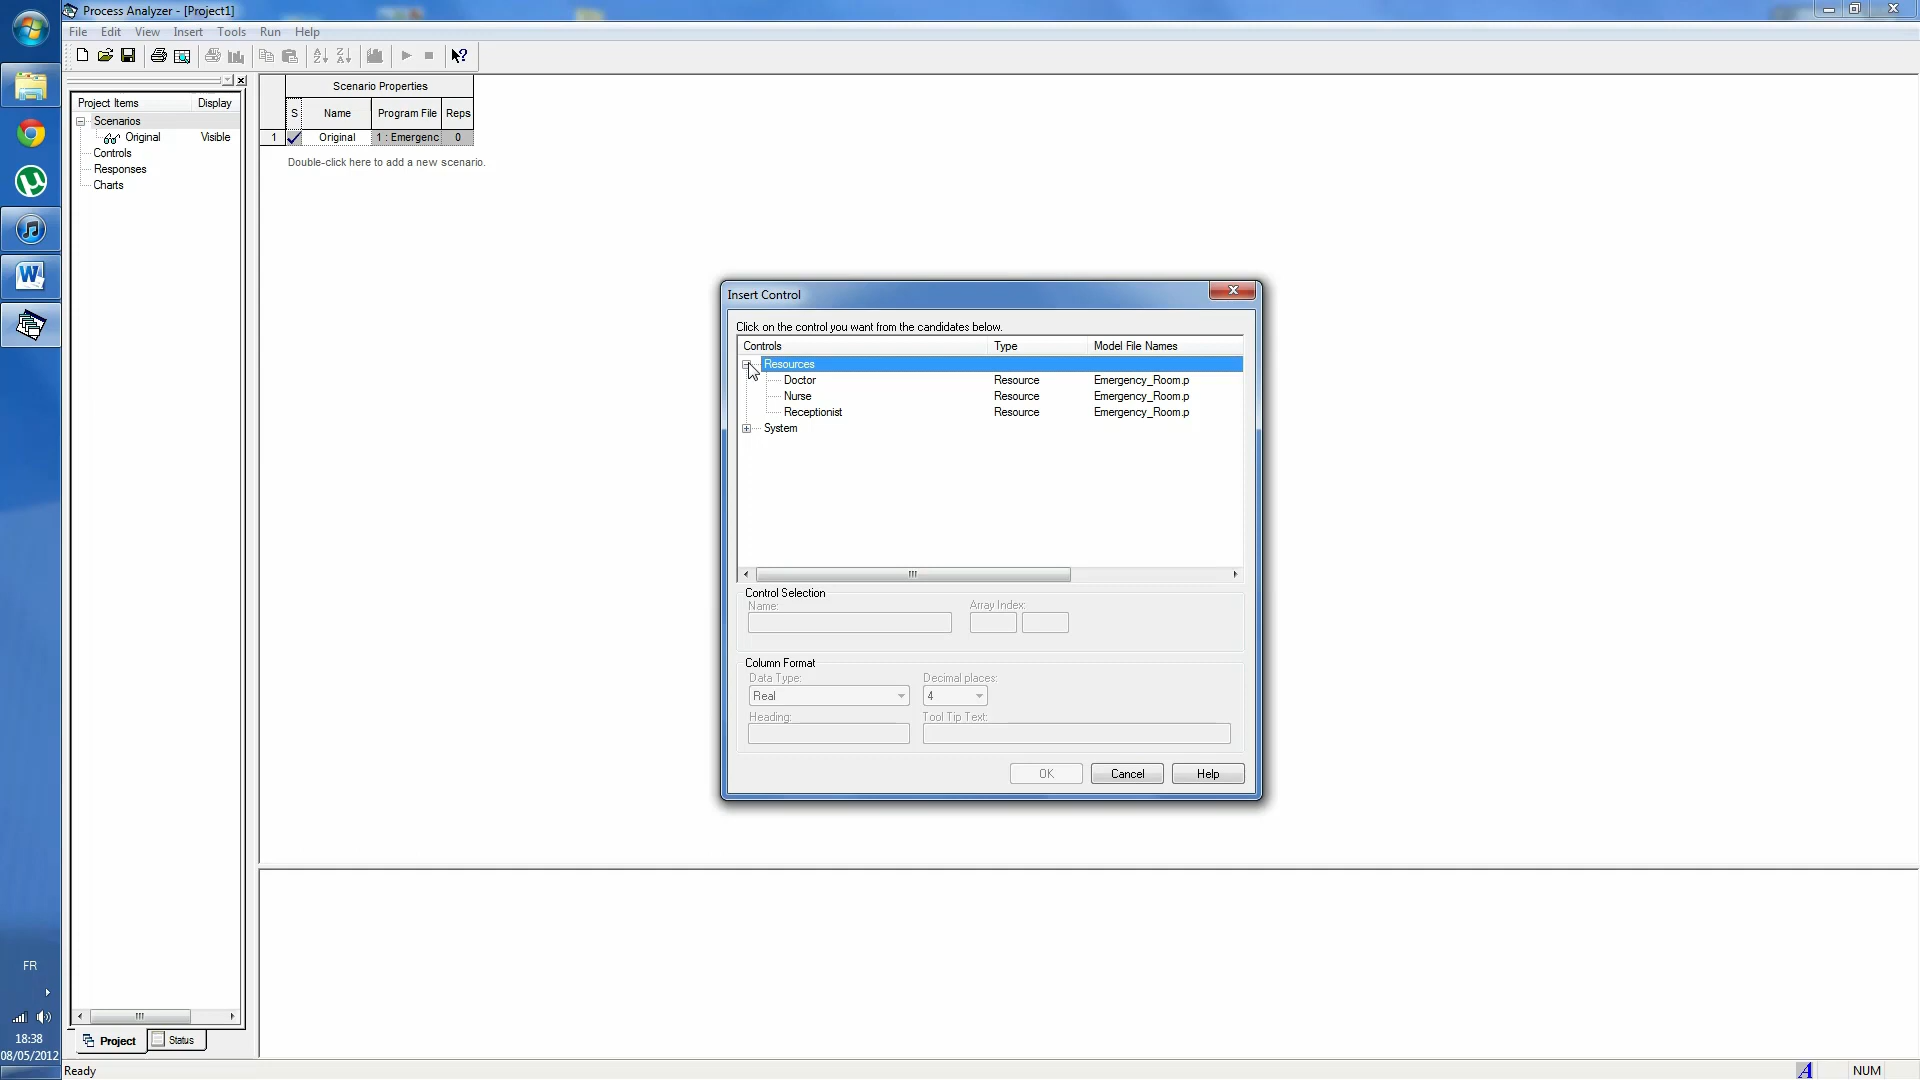 Process Analyzer - [Project1]
File Edit View Insert Tools Run Help
Project Items Display
Scenarios
Original Visible
Controls
Responses
Charts
Scenario Properties
S Name Program File Reps
1 Original 1 : Emergenc 0
Double-click here to add a new scenario.
Insert Control
Click on the control you want from the candidates below.
Controls Type Model File Names
Resources
Doctor Resource Emergency_Room.p
Nurse Resource Emergency_Room.p
Receptionist Resource Emergency_Room.p
System
Control Selection
Name: Array Index:
Column Format
Data Type: Decimal places:
Real 4
Heading: Tool Tip Text:
OK Cancel Help
FR
18:38
08/05/2012
Project Status
Ready
A NUM